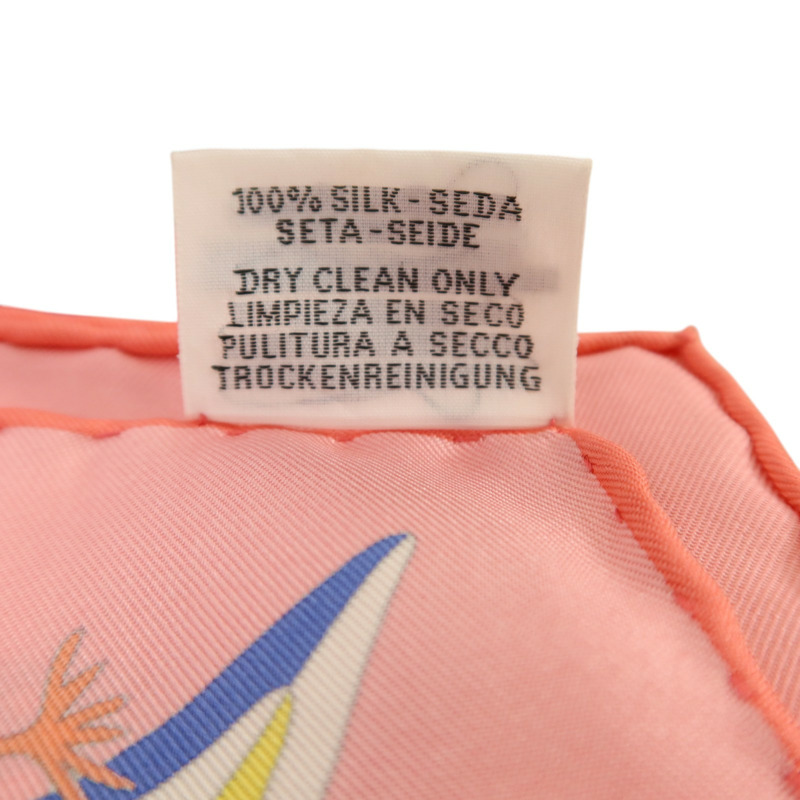 100% SILK - SEDA
SETA - SEIDE
DRY CLEAN ONLY
LIMPIEZA EN SECO
PULITURA A SECCO
TROCKENREINIGUNG